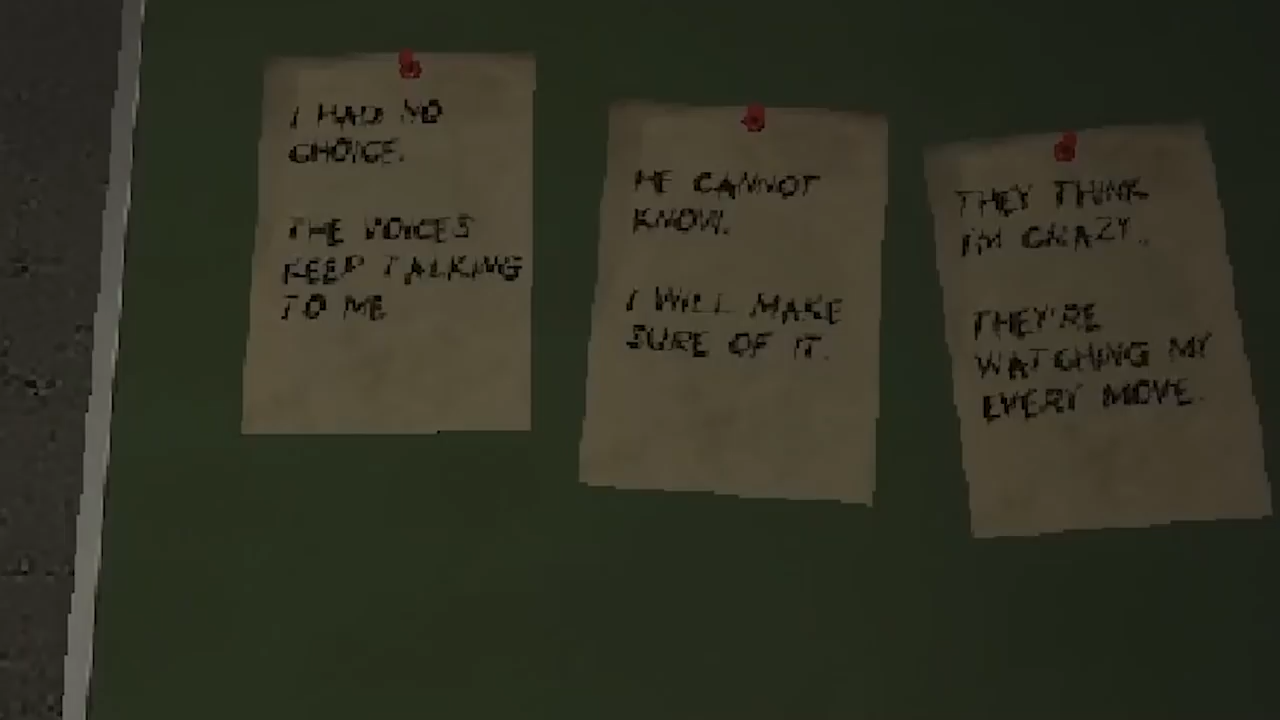 I HAD NO
CHOICE.
THE VOICES
KEEP TALKING
TO ME
HE CANNOT
KNOW.
I WILL MAKE
SURE OF IT.
THEY THINK
I'M CRAZY.
THEY'RE
WATCHING MY
EVERY MOVE.